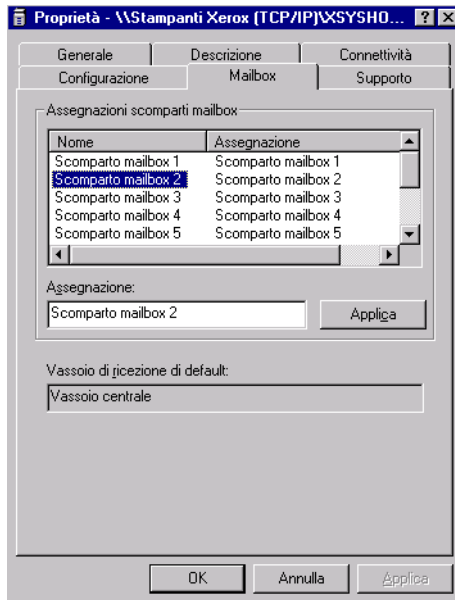 Proprietà - \\Stampanti Xerox (TCP/IP)\XSYSHO...
Generale Descrizione Connettività
Configurazione Mailbox Supporto
Assegnazioni scomparti mailbox
Nome Assegnazione
Scomparto mailbox 1 Scomparto mailbox 1
Scomparto mailbox 2 Scomparto mailbox 2
Scomparto mailbox 3 Scomparto mailbox 3
Scomparto mailbox 4 Scomparto mailbox 4
Scomparto mailbox 5 Scomparto mailbox 5
Assegnazione:
Scomparto mailbox 2 Applica
Vassoio di ricezione di default:
Vassoio centrale
OK Annulla Applica